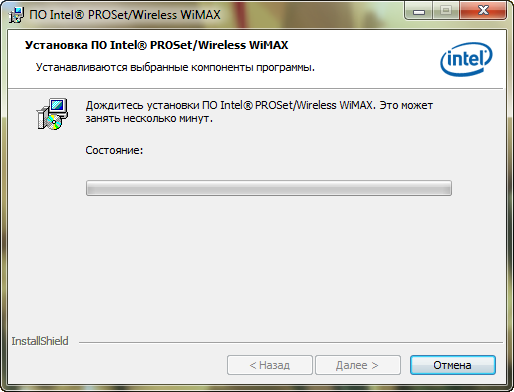 ПО Intel® PROSet/Wireless WiMAX
Установка ПО Intel® PROSet/Wireless WiMAX
Устанавливаются выбранные компоненты программы.
intel
Дождитесь установки ПО Intel® PROSet/Wireless WiMAX. Это может
занять несколько минут.
Состояние:
InstallShield
< Назад
Далее >
Отмена